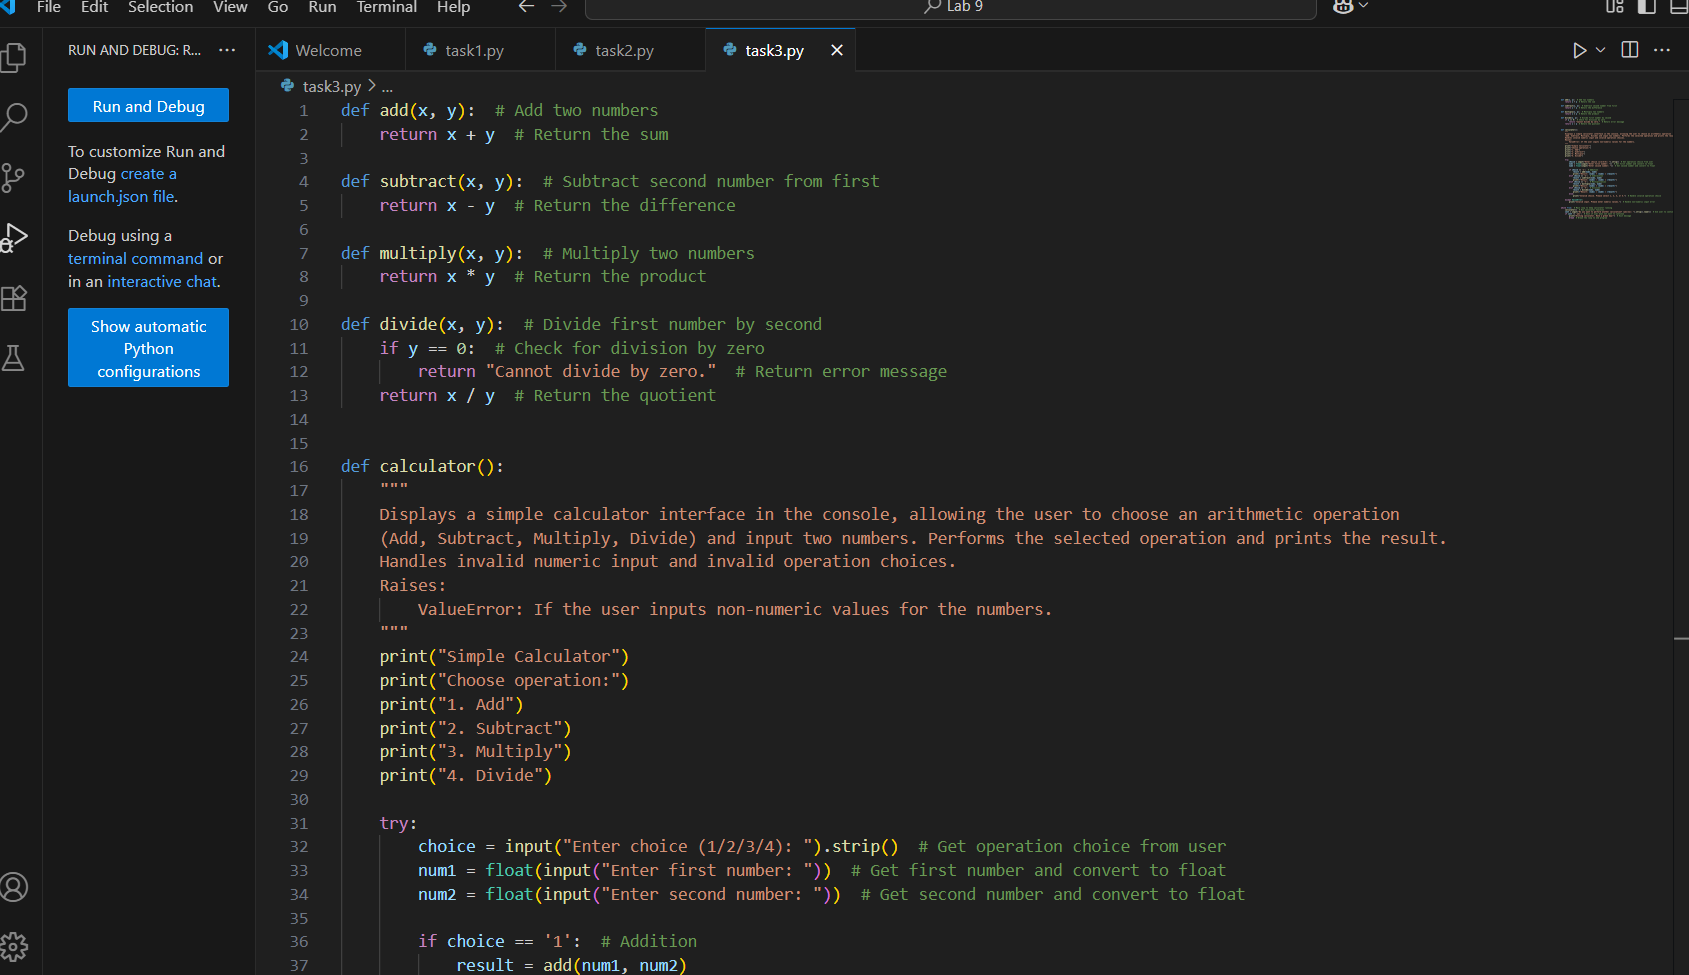 File Edit Selection View Go Run Terminal Help
Lab 9
RUN AND DEBUG: R... ...
Run and Debug
To customize Run and
Debug create a
launch.json file.
Debug using a
terminal command or
in an interactive chat.
Show automatic
Python
configurations
Welcome
task1.py
task2.py
task3.py
task3.py > ...
1 def add(x, y):  # Add two numbers
2     return x + y  # Return the sum
3
4 def subtract(x, y):  # Subtract second number from first
5     return x - y  # Return the difference
6
7 def multiply(x, y):  # Multiply two numbers
8     return x * y  # Return the product
9
10 def divide(x, y):  # Divide first number by second
11     if y == 0:  # Check for division by zero
12         return "Cannot divide by zero."  # Return error message
13     return x / y  # Return the quotient
14
15
16 def calculator():
17     """
18     Displays a simple calculator interface in the console, allowing the user to choose an arithmetic operation
19     (Add, Subtract, Multiply, Divide) and input two numbers. Performs the selected operation and prints the result.
20     Handles invalid numeric input and invalid operation choices.
21     Raises:
22         ValueError: If the user inputs non-numeric values for the numbers.
23     """
24     print("Simple Calculator")
25     print("Choose operation:")
26     print("1. Add")
27     print("2. Subtract")
28     print("3. Multiply")
29     print("4. Divide")
30
31     try:
32         choice = input("Enter choice (1/2/3/4): ").strip()  # Get operation choice from user
33         num1 = float(input("Enter first number: "))  # Get first number and convert to float
34         num2 = float(input("Enter second number: "))  # Get second number and convert to float
35
36         if choice == '1':  # Addition
37             result = add(num1, num2)